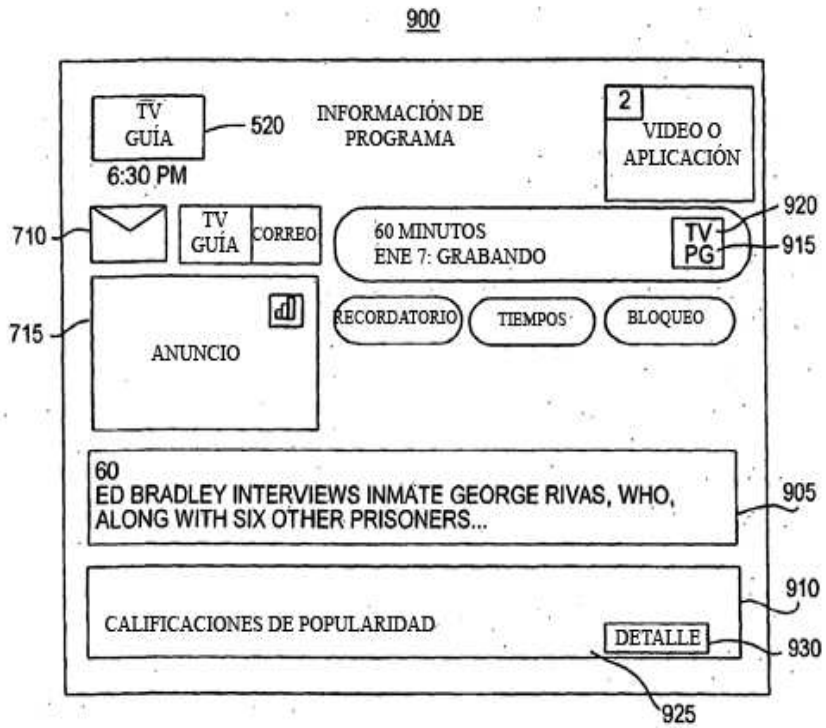 900
TV
GUÍA
520
INFORMACIÓN DE
PROGRAMA
2
VIDEO O
APLICACIÓN
6:30 PM
710
TV
GUÍA
CORREO
60 MINUTOS
ENE 7: GRABANDO
TV
PG
920
915
715
ANUNCIO
RECORDATORIO
TIEMPOS
BLOQUEO
60
ED BRADLEY INTERVIEWS INMATE GEORGE RIVAS, WHO,
ALONG WITH SIX OTHER PRISONERS...
905
910
CALIFICACIONES DE POPULARIDAD
DETALLE
930
925